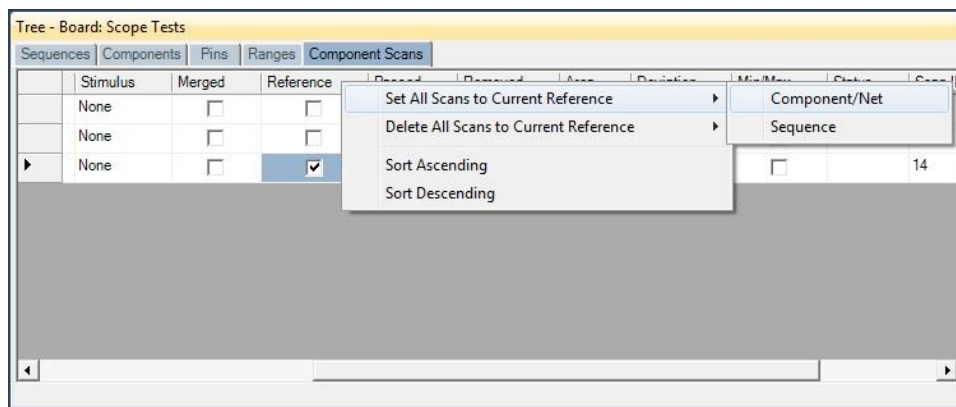 Tree - Board: Scope Tests
Sequences Components Pins Ranges Component Scans
Stimulus Merged Reference
None
Set All Scans to Current Reference Component/Net
None
Delete All Scans to Current Reference Sequence
None
Sort Ascending
14
Sort Descending